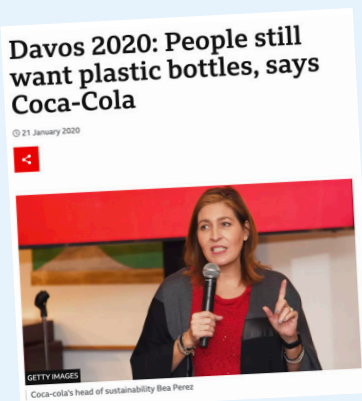 Davos 2020: People still
want plastic bottles, says
Coca-Cola
21 January 2020
GETTY IMAGES
Coca-cola's head of sustainability Bea Perez